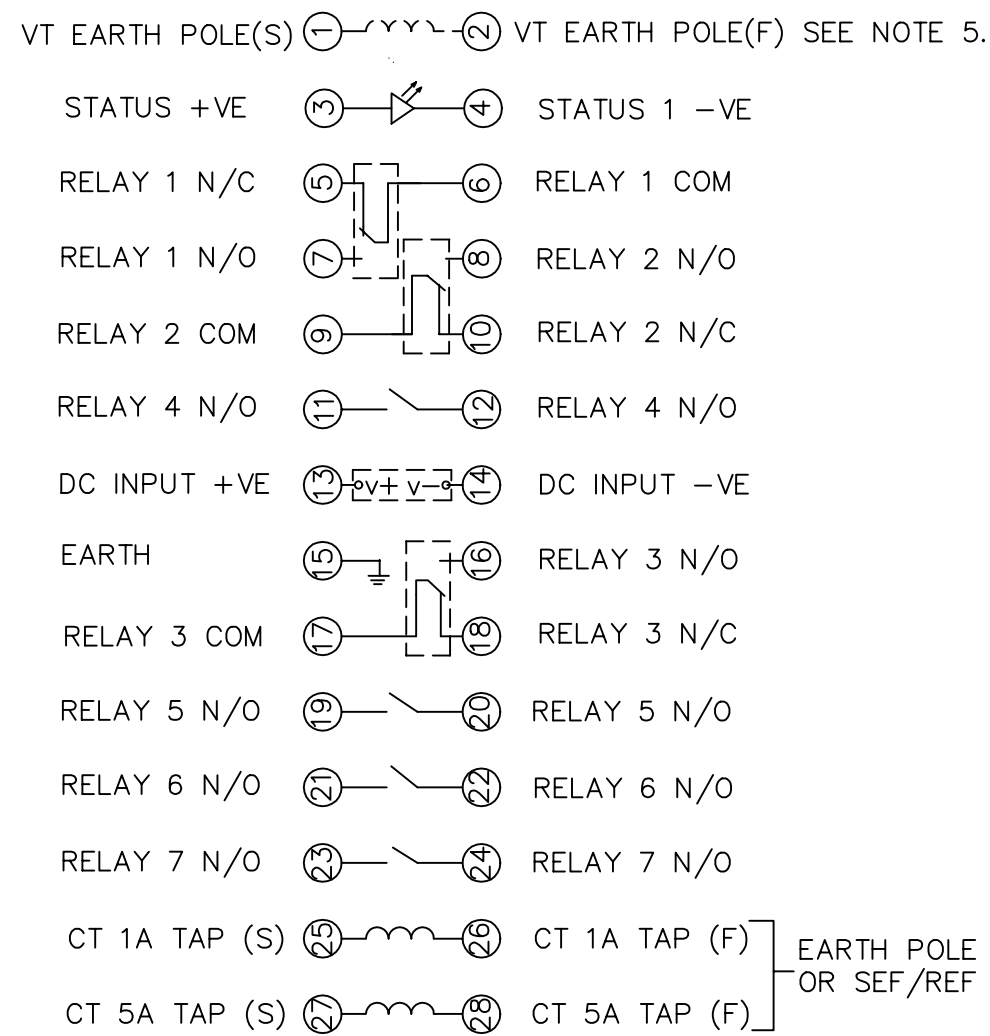 VT EARTH POLE(S) 1 2 VT EARTH POLE(F) SEE NOTE 5.
STATUS +VE 3 4 STATUS 1 −VE
RELAY 1 N/C 5 6 RELAY 1 COM
RELAY 1 N/O 7 8 RELAY 2 N/O
RELAY 2 COM 9 10 RELAY 2 N/C
RELAY 4 N/O 11 12 RELAY 4 N/O
DC INPUT +VE 13 V+ V− 14 DC INPUT −VE
EARTH 15 16 RELAY 3 N/O
RELAY 3 COM 17 18 RELAY 3 N/C
RELAY 5 N/O 19 20 RELAY 5 N/O
RELAY 6 N/O 21 22 RELAY 6 N/O
RELAY 7 N/O 23 24 RELAY 7 N/O
CT 1A TAP (S) 25 26 CT 1A TAP (F)
EARTH POLE
OR SEF/REF
CT 5A TAP (S) 27 28 CT 5A TAP (F)